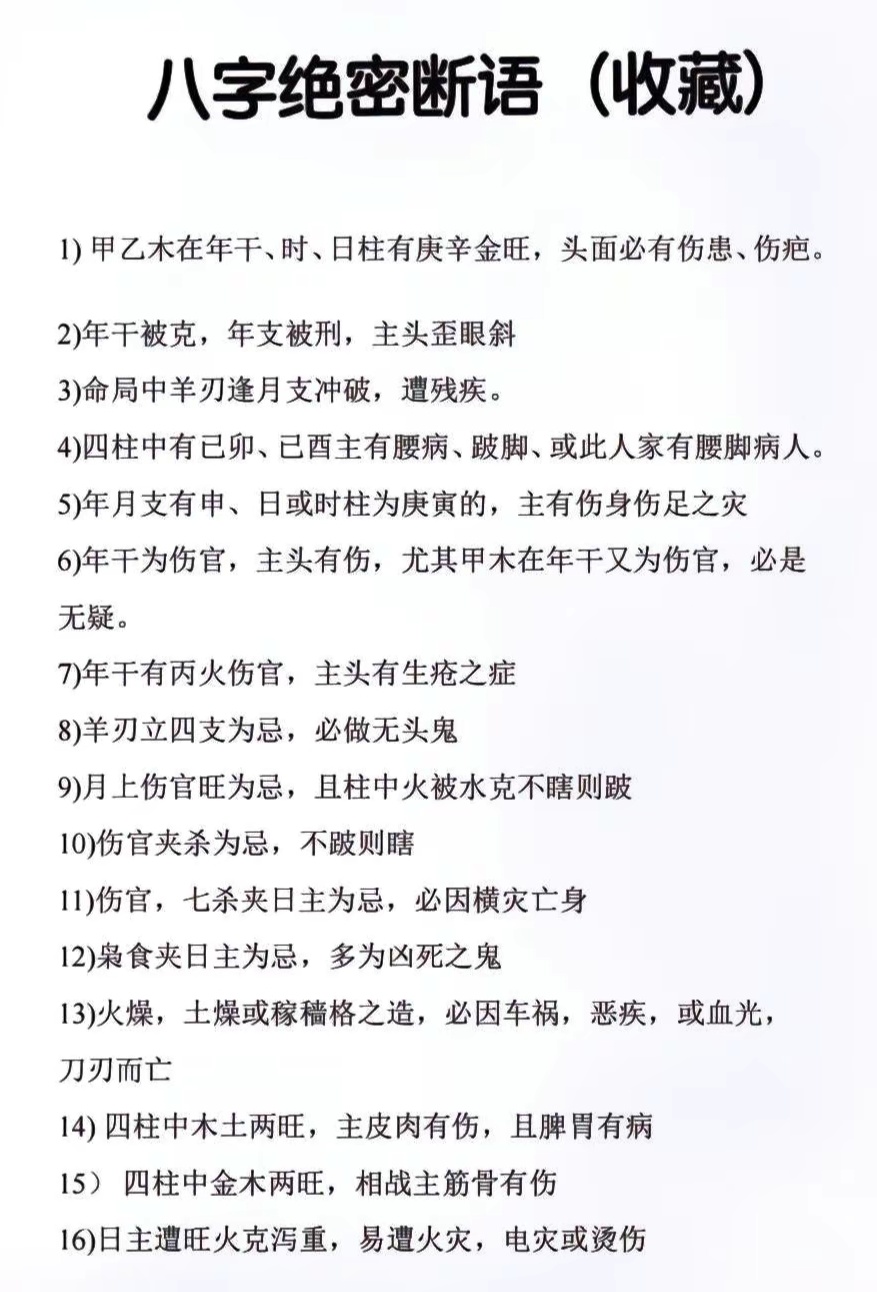 八字绝密断语（收藏）
1) 甲乙木在年干、时、日柱有庚辛金旺，头面必有伤患、伤疤。
2)年干被克，年支被刑，主头歪眼斜
3)命局中羊刃逢月支冲破，遭残疾。
4)四柱中有已卯、已酉主有腰病、跛脚、或此人家有腰脚病人。
5)年月支有申、日或时柱为庚寅的，主有伤身伤足之灾
6)年干为伤官，主头有伤，尤其甲木在年干又为伤官，必是
无疑。
7)年干有丙火伤官，主头有生疮之症
8)羊刃立四支为忌，必做无头鬼
9)月上伤官旺为忌，且柱中火被水克不瞎则跛
10)伤官夹杀为忌，不跛则瞎
11)伤官，七杀夹日主为忌，必因横灾亡身
12)枭食夹日主为忌，多为凶死之鬼
13)火燥，土燥或稼穑格之造，必因车祸，恶疾，或血光，
刀刃而亡
14) 四柱中木土两旺，主皮肉有伤，且脾胃有病
15） 四柱中金木两旺，相战主筋骨有伤
16)日主遭旺火克泻重，易遭火灾，电灾或烫伤